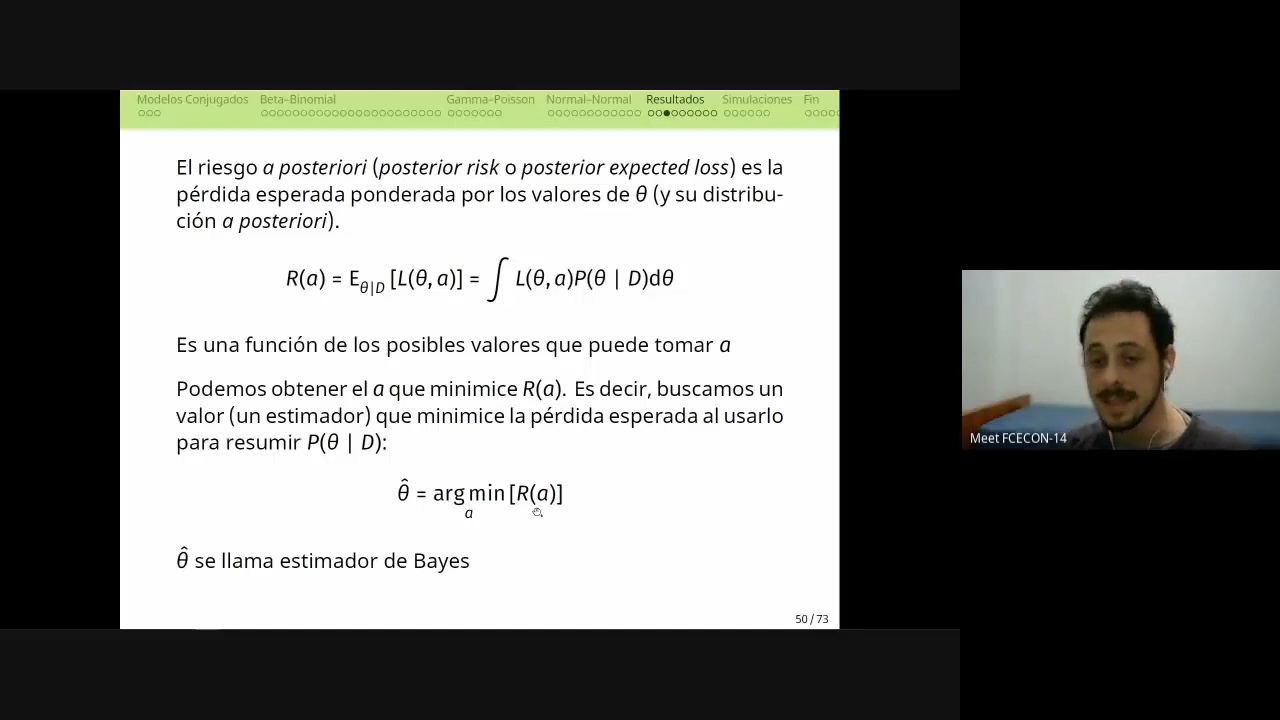 Modelos Conjugados Beta–Binomial Gamma–Poisson Normal–Normal Resultados Simulaciones Fin
El riesgo a posteriori (posterior risk o posterior expected loss) es la
pérdida esperada ponderada por los valores de θ (y su distribu-
ción a posteriori).
R(a) = E_{θ|D} [L(θ, a)] = ∫ L(θ, a)P(θ | D)dθ
Es una función de los posibles valores que puede tomar a
Podemos obtener el a que minimice R(a). Es decir, buscamos un
valor (un estimador) que minimice la pérdida esperada al usarlo
para resumir P(θ | D):
θ̂ = arg min [R(a)]
a
θ̂ se llama estimador de Bayes
50 / 73
Meet FCECON-14